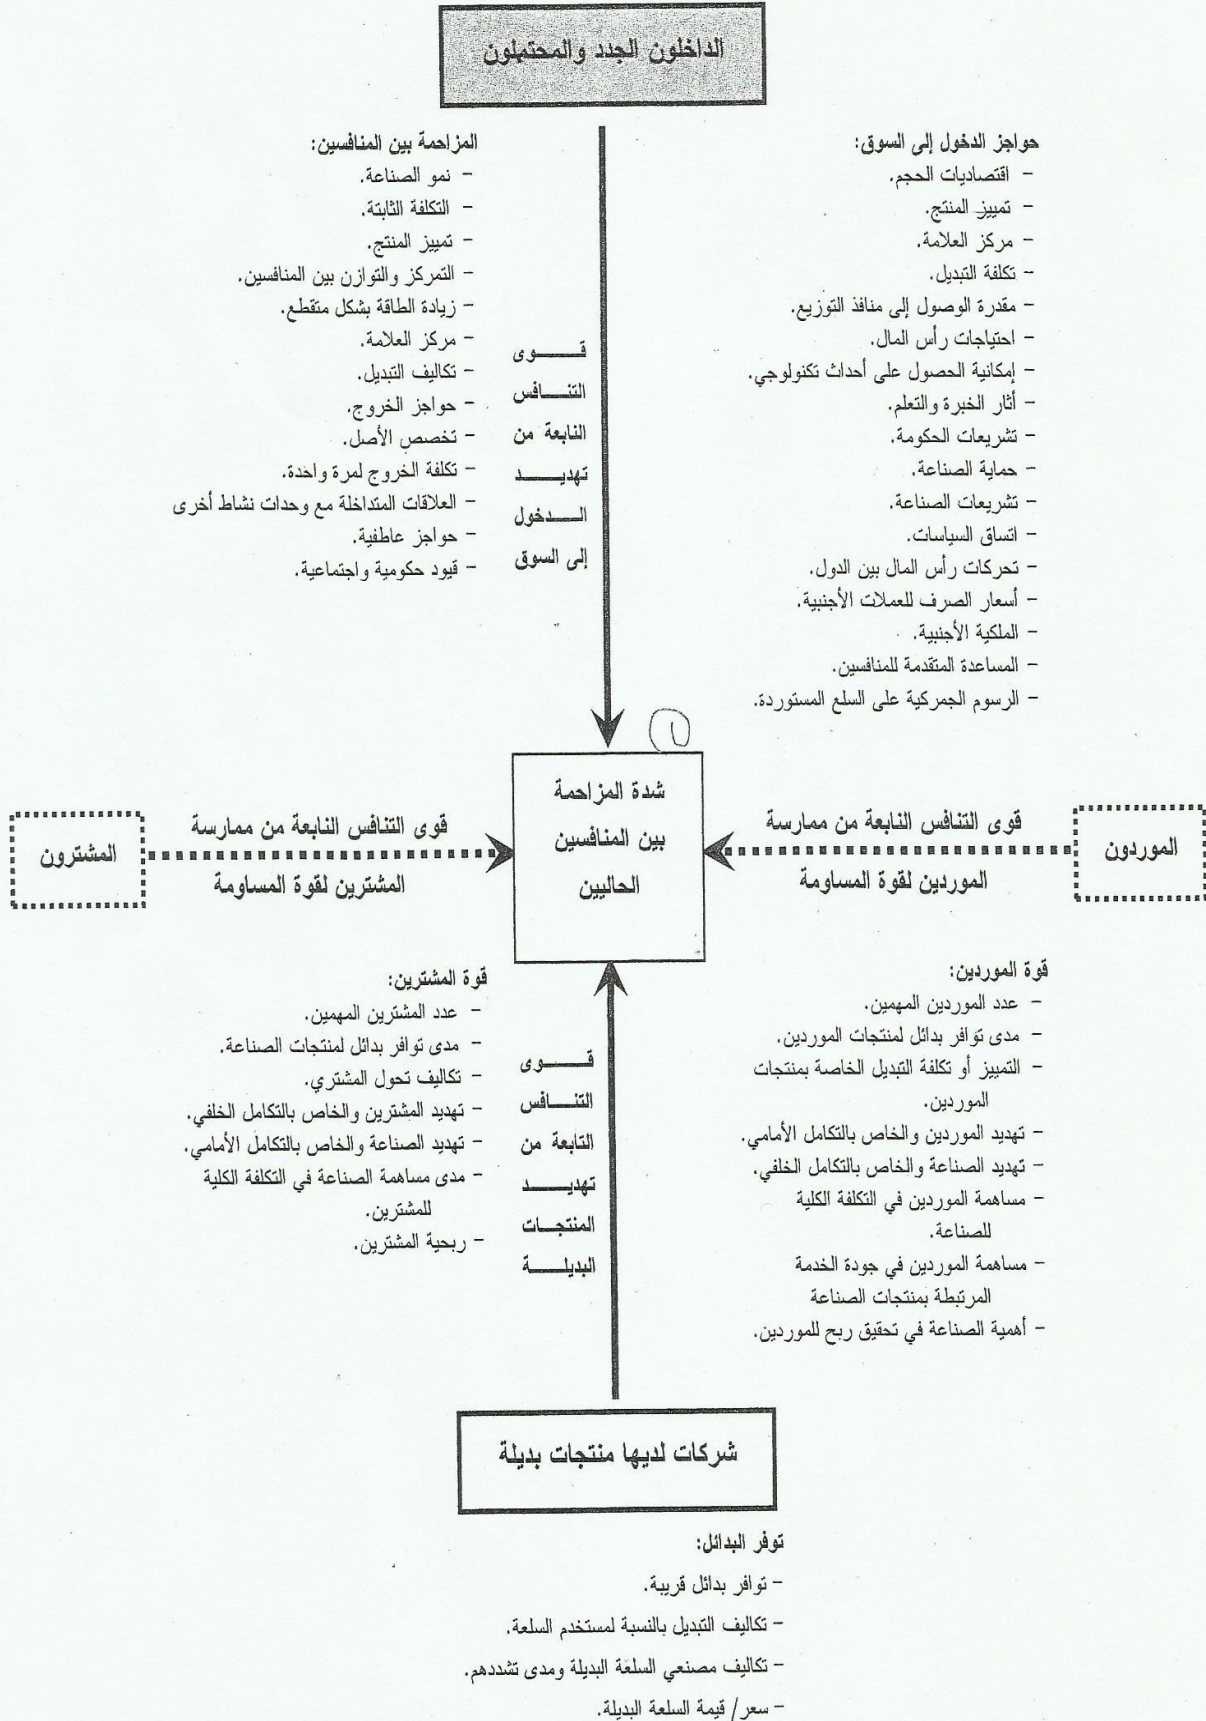 الداخلون الجدد والمحتملون
حواجز الدخول إلى السوق:
- اقتصاديات الحجم.
- تمييز المنتج.
- مركز العلامة.
- تكلفة التبديل.
- مقدرة الوصول إلى منافذ التوزيع.
- احتياجات رأس المال.
- إمكانية الحصول على أحداث تكنولوجي.
- أثار الخبرة والتعلم.
- تشريعات الحكومة.
- حماية الصناعة.
- تشريعات الصناعة.
- اتساق السياسات.
- تحركات رأس المال بين الدول.
- أسعار الصرف للعملات الأجنبية.
- الملكية الأجنبية.
- المساعدة المتقدمة للمنافسين.
- الرسوم الجمركية على السلع المستوردة.
قــــوى
التنــافس
النابعة من
تهديـــد
الــدخول
إلى السوق
المزاحمة بين المنافسين:
- نمو الصناعة.
- التكلفة الثابتة.
- تمييز المنتج.
- التمركز والتوازن بين المنافسين.
- زيادة الطاقة بشكل متقطع.
- مركز العلامة.
- تكاليف التبديل.
- حواجز الخروج.
- تخصص الأصل.
- تكلفة الخروج لمرة واحدة.
- العلاقات المتداخلة مع وحدات نشاط أخرى
- حواجز عاطفية.
- قيود حكومية واجتماعية.
الموردون
قوى التنافس النابعة من ممارسة
الموردين لقوة المساومة
شدة المزاحمة
بين المنافسين
الحاليين
قوى التنافس النابعة من ممارسة
المشترين لقوة المساومة
المشترون
قوة الموردين:
- عدد الموردين المهمين.
- مدى توافر بدائل لمنتجات الموردين.
- التمييز أو تكلفة التبديل الخاصة بمنتجات
الموردين.
- تهديد الموردين والخاص بالتكامل الأمامي.
- تهديد الصناعة والخاص بالتكامل الخلفي.
- مساهمة الموردين في التكلفة الكلية
للصناعة.
- مساهمة الموردين في جودة الخدمة
المرتبطة بمنتجات الصناعة
- أهمية الصناعة في تحقيق ربح للموردين.
قــــوى
التنــافس
التابعة من
تهديـــد
المنتجــات
البديلــــة
قوة المشترين:
- عدد المشترين المهمين.
- مدى توافر بدائل لمنتجات الصناعة.
- تكاليف تحول المشتري.
- تهديد المشترين والخاص بالتكامل الخلفي.
- تهديد الصناعة والخاص بالتكامل الأمامي.
- مدى مساهمة الصناعة في التكلفة الكلية
للمشترين.
- ربحية المشترين.
شركات لديها منتجات بديلة
توفر البدائل:
- توافر بدائل قريبة.
- تكاليف التبديل بالنسبة لمستخدم السلعة.
- تكاليف مصنعي السلعة البديلة ومدى تشددهم.
- سعر/ قيمة السلعة البديلة.